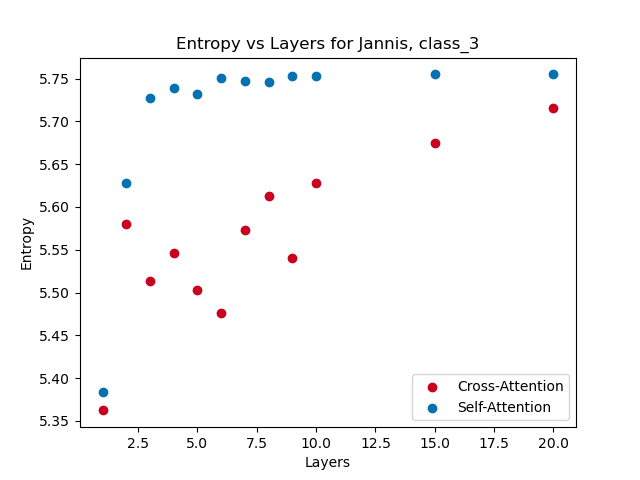 Entropy vs Layers for Jannis, class_3
Entropy
5.75
5.70
5.65
5.60
5.55
5.50
5.45
5.40
5.35
Cross-Attention
Self-Attention
2.5 5.0 7.5 10.0 12.5 15.0 17.5 20.0
Layers